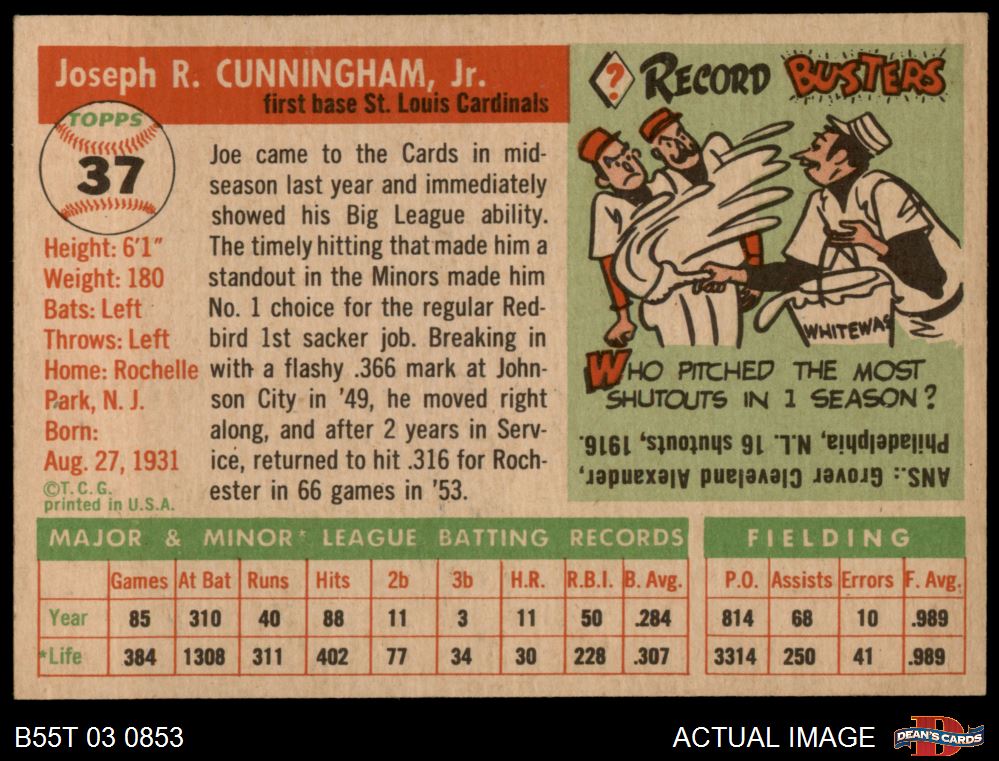 Joseph R. CUNNINGHAM, Jr.
first base St. Louis Cardinals
TOPPS
37
Height: 6'1"
Weight: 180
Bats: Left
Throws: Left
Home: Rochelle
Park, N. J.
Born:
Aug. 27, 1931
©T. C. G.
printed in U.S.A.
Joe came to the Cards in mid-
season last year and immediately
showed his Big League ability.
The timely hitting that made him a
standout in the Minors made him
No. 1 choice for the regular Red-
bird 1st sacker job. Breaking in
with a flashy .366 mark at John-
son City in '49, he moved right
along, and after 2 years in Serv-
ice, returned to hit .316 for Roch-
ester in 66 games in '53.
? RECORD BUSTERS
WHITEWAS
WHO PITCHED THE MOST
SHUTOUTS IN 1 SEASON?
ANS.: Grover Cleveland Alexander,
Philadelphia, N.L. 16 shutouts, 1916.
MAJOR & MINOR* LEAGUE BATTING RECORDS
Games At Bat Runs Hits 2b 3b H.R. R.B.I. B. Avg.
Year 85 310 40 88 11 3 11 50 .284
*Life 384 1308 311 402 77 34 30 228 .307
FIELDING
P.O. Assists Errors F. Avg.
814 68 10 .989
3314 250 41 .989
B55T 03 0853
ACTUAL IMAGE
D
DEAN'S CARDS